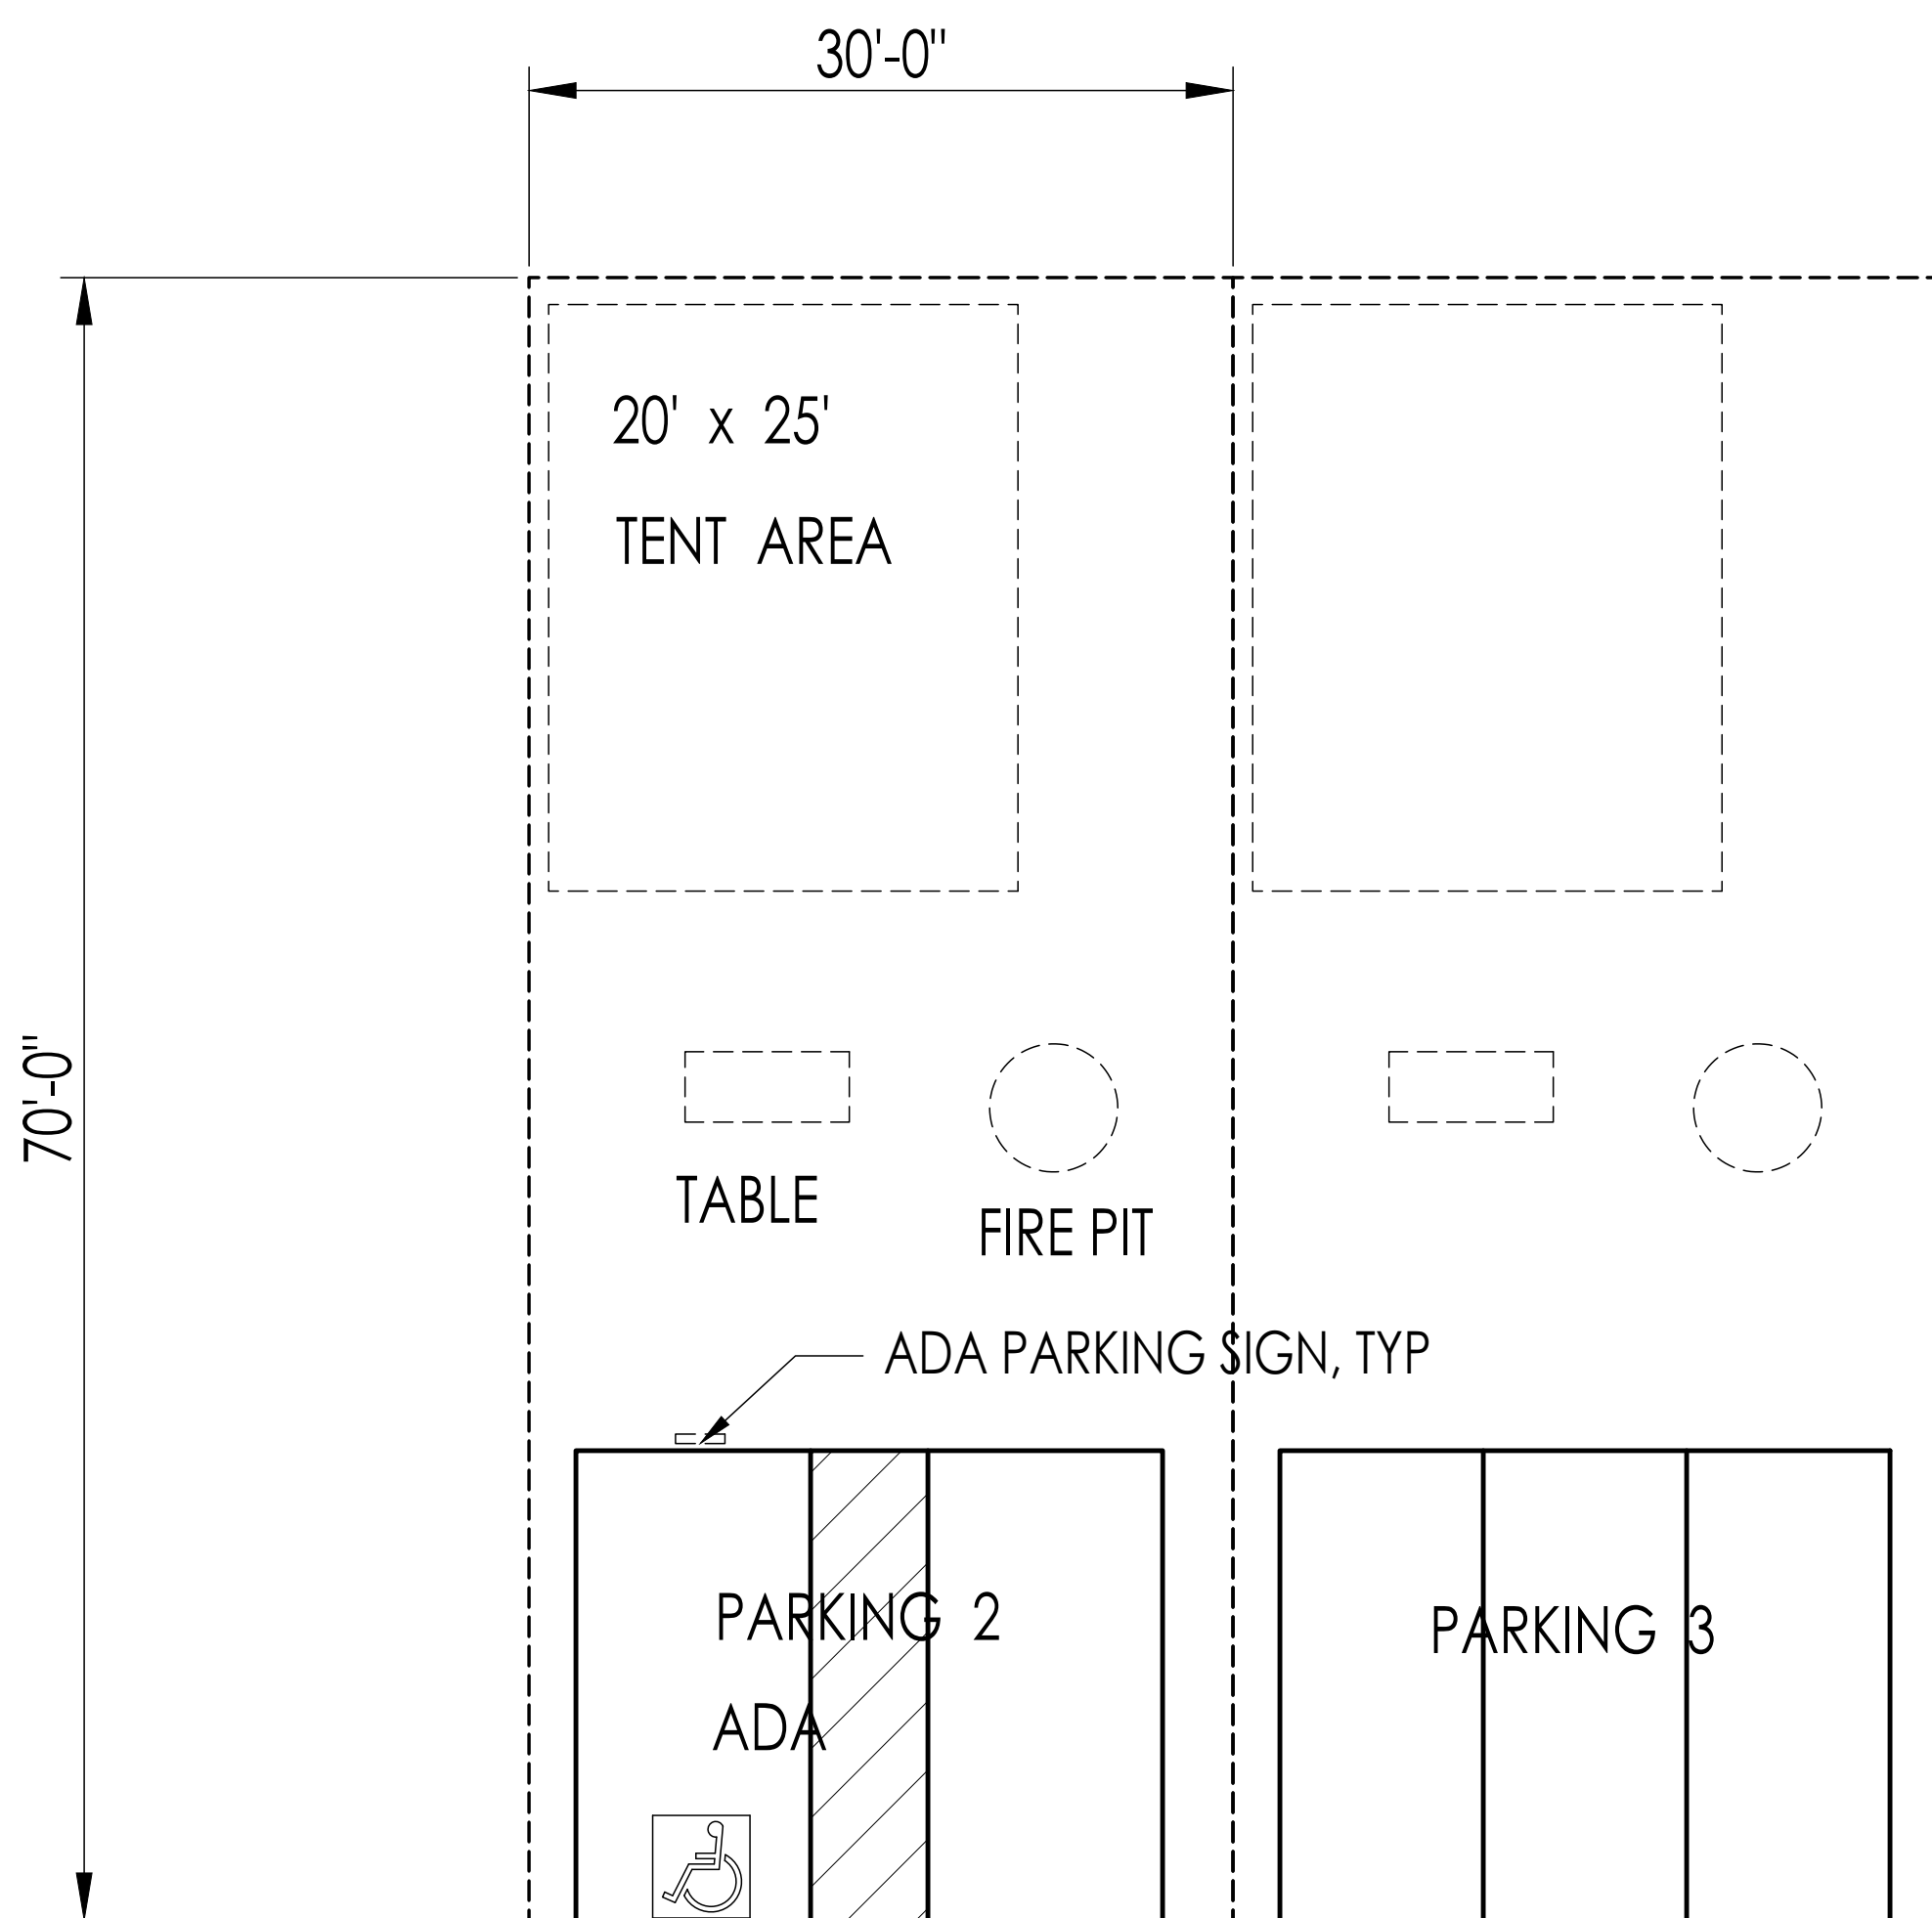 30'-0"
20' x 25'
TENT AREA
70'-0"
TABLE
FIRE PIT
ADA PARKING SIGN, TYP
PARKING 2
PARKING 3
ADA